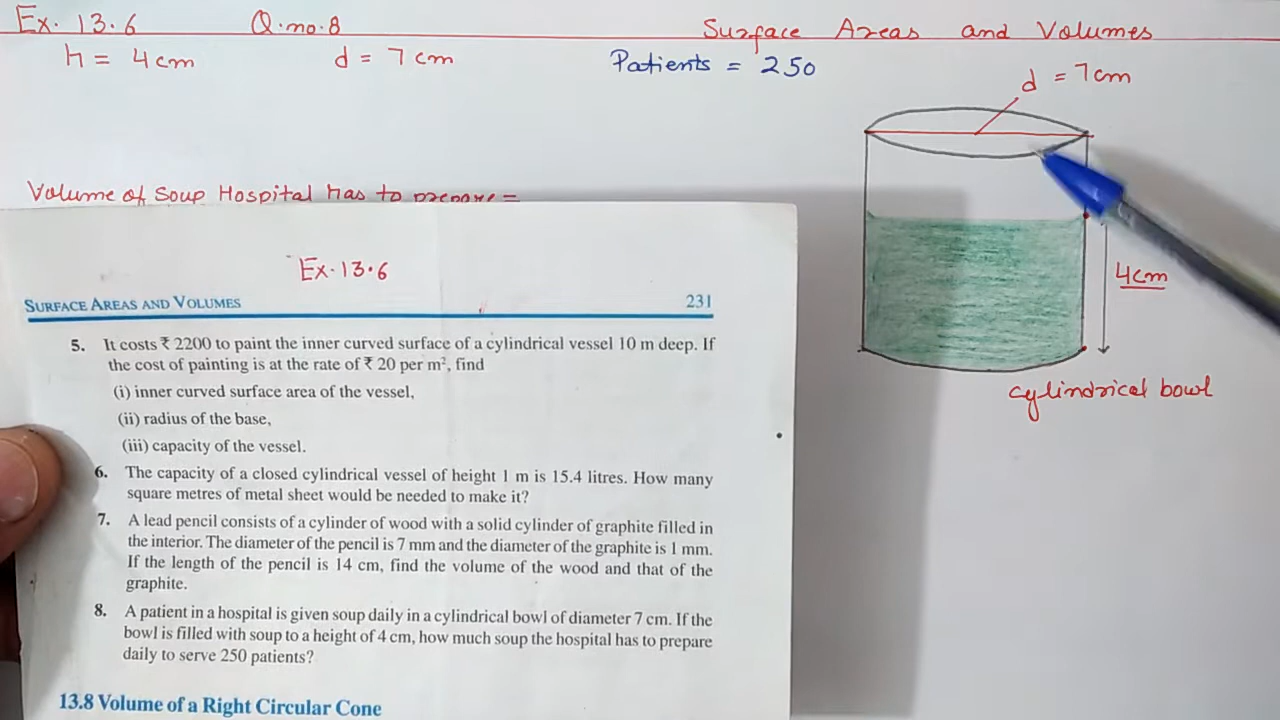 Ex. 13.6 Q.no.8 Surface Areas and Volumes
h = 4cm d = 7cm Patients = 250
d = 7cm
Volume of Soup Hospital has to prepare =
4cm
cylindrical bowl
Ex.13.6
SURFACE AREAS AND VOLUMES 231
5. It costs ₹ 2200 to paint the inner curved surface of a cylindrical vessel 10 m deep. If
the cost of painting is at the rate of ₹ 20 per m², find
(i) inner curved surface area of the vessel,
(ii) radius of the base,
(iii) capacity of the vessel.
6. The capacity of a closed cylindrical vessel of height 1 m is 15.4 litres. How many
square metres of metal sheet would be needed to make it?
7. A lead pencil consists of a cylinder of wood with a solid cylinder of graphite filled in
the interior. The diameter of the pencil is 7 mm and the diameter of the graphite is 1 mm.
If the length of the pencil is 14 cm, find the volume of the wood and that of the
graphite.
8. A patient in a hospital is given soup daily in a cylindrical bowl of diameter 7 cm. If the
bowl is filled with soup to a height of 4 cm, how much soup the hospital has to prepare
daily to serve 250 patients?
13.8 Volume of a Right Circular Cone